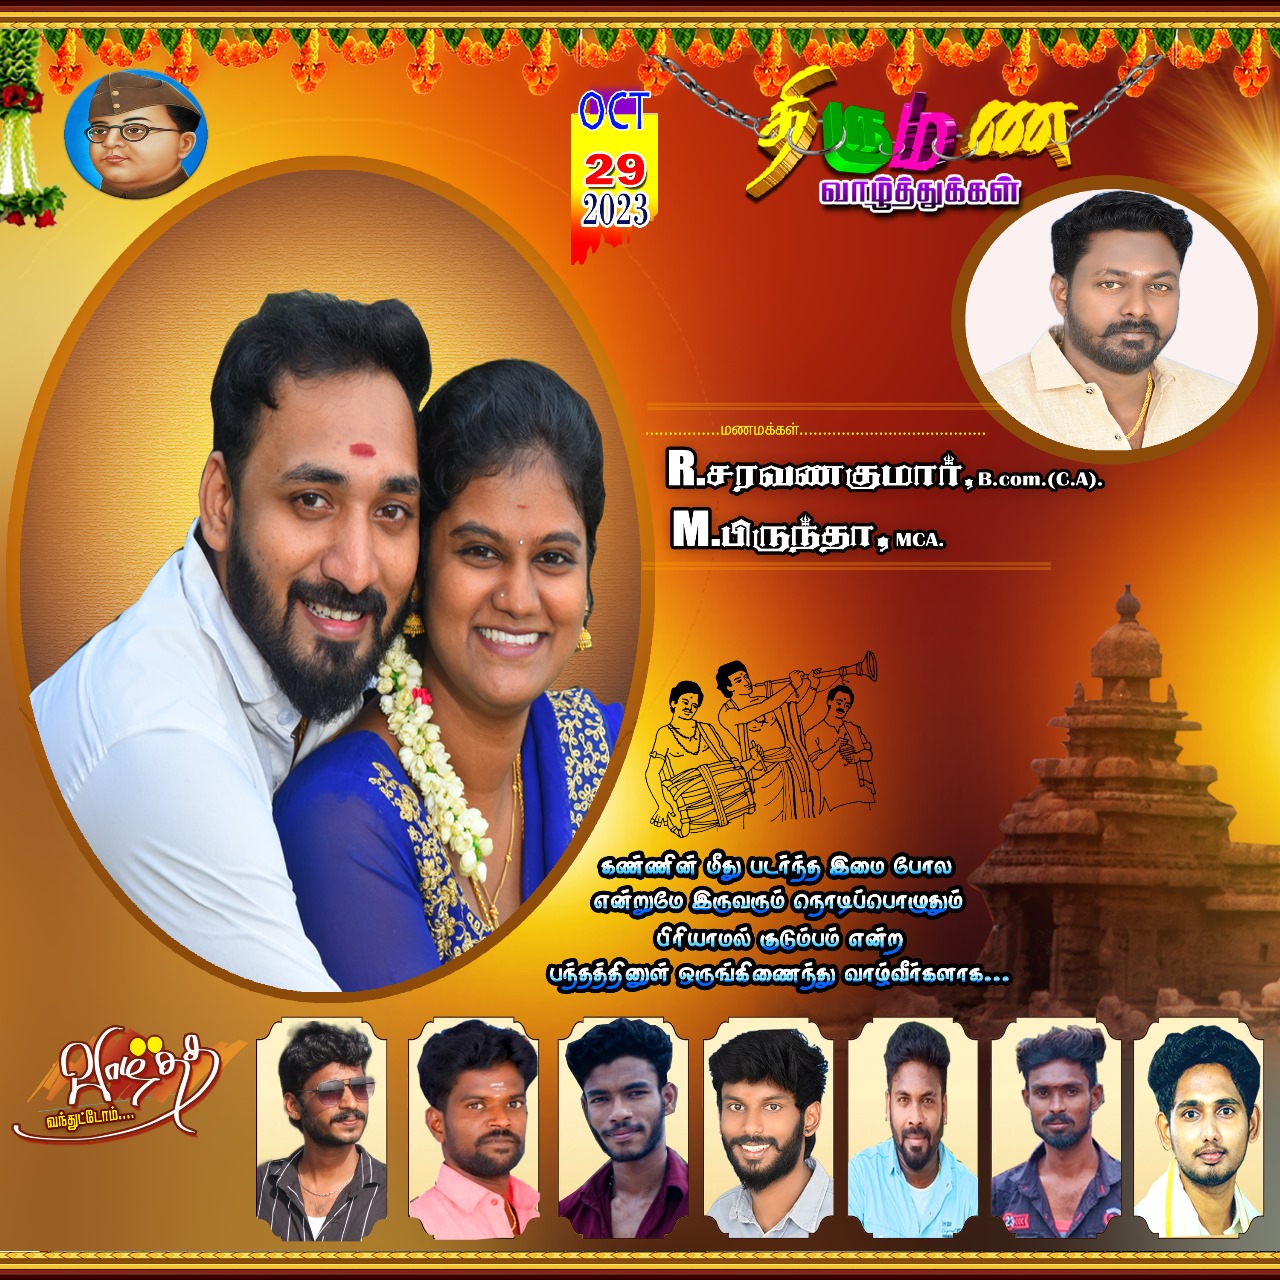 OCT
29
2023
திருமண
வாழ்த்துக்கள்
................மணமக்கள்........................................
R.சரவணகுமார், B.com.(C.A).
M.பிருந்தா, MCA.
கண்ணின் மீது படர்ந்த இமை போல
என்றுமே இருவரும் நொடிப்பொழுதும்
பிரியாமல் குடும்பம் என்ற
பந்தத்தினுள் ஒருங்கிணைந்து வாழ்வீர்களாக...
வாழ்த்த
வந்துட்டோம்....
23